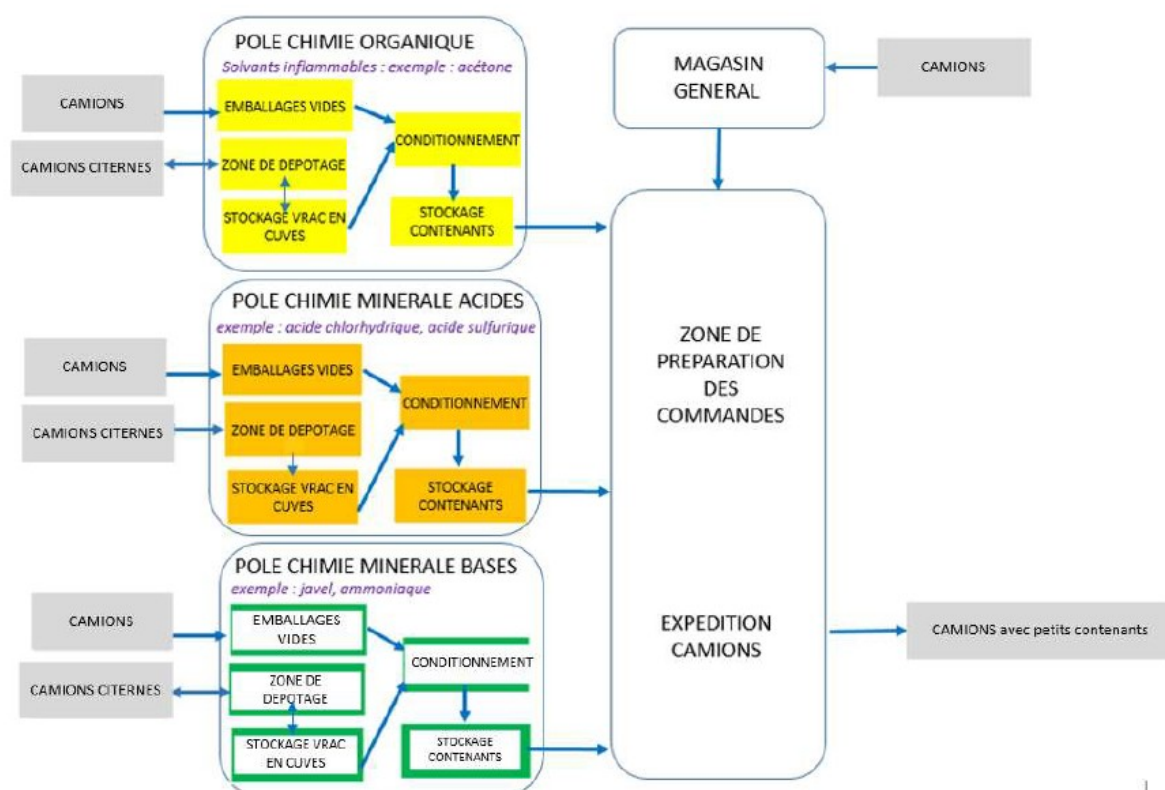 POLE CHIMIE ORGANIQUE
Solvants inflammables : exemple : acétone
CAMIONS
EMBALLAGES VIDES
CONDITIONNEMENT
CAMIONS CITERNES
ZONE DE DEPOTAGE
STOCKAGE VRAC EN
CUVES
STOCKAGE
CONTENANTS
MAGASIN
GENERAL
CAMIONS
POLE CHIMIE MINERALE ACIDES
exemple : acide chlorhydrique, acide sulfurique
CAMIONS
EMBALLAGES VIDES
CONDITIONNEMENT
CAMIONS CITERNES
ZONE DE DEPOTAGE
STOCKAGE VRAC EN
CUVES
STOCKAGE
CONTENANTS
POLE CHIMIE MINERALE BASES
exemple : javel, ammoniaque
CAMIONS
EMBALLAGES
VIDES
CONDITIONNEMENT
CAMIONS CITERNES
ZONE DE
DEPOTAGE
STOCKAGE VRAC
EN CUVES
STOCKAGE
CONTENANTS
ZONE DE
PREPARATION
DES
COMMANDES
EXPEDITION
CAMIONS
CAMIONS avec petits contenants